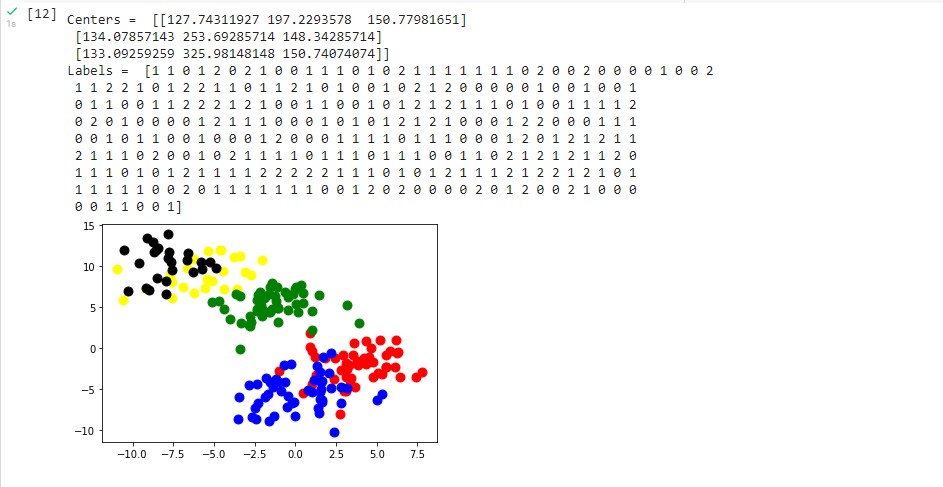 [12]
1s
Centers =  [[127.74311927 197.2293578  150.77981651]
[134.07857143 253.69285714 148.34285714]
[133.09259259 325.98148148 150.74074074]]
Labels =  [1 1 0 1 2 0 2 1 0 0 1 1 1 0 1 0 2 1 1 1 1 1 1 1 0 2 0 0 2 0 0 0 0 1 0 0 2
1 1 2 2 1 0 1 2 2 1 1 0 1 1 2 1 0 1 0 0 1 0 2 1 2 0 0 0 0 0 1 0 0 1 0 0 1
0 1 1 0 0 1 1 2 2 2 1 2 1 0 0 0 0 1 0 1 1 1 0 1 2 1 1 1 0 1 0 0 1 1 1 1 2
0 2 0 1 0 0 0 0 1 2 1 1 1 0 0 0 1 0 1 1 0 1 2 1 2 1 0 0 0 2 0 0 2 2 1 1 1
0 0 1 0 1 1 0 0 1 0 0 0 1 2 0 0 1 1 1 1 0 1 1 0 1 1 0 0 0 1 2 0 1 2 1 2 1 1
2 1 1 1 0 2 0 0 1 0 2 1 1 1 1 0 0 0 1 1 0 1 1 1 0 0 1 1 0 2 1 2 1 2 2 1 1 2 0
1 1 1 0 1 0 1 2 1 1 1 2 2 2 2 1 1 1 0 1 0 1 1 0 1 0 1 2 1 1 1 2 0 1 2 0 1
1 1 1 1 1 0 0 2 0 1 1 1 1 1 1 1 0 0 1 2 0 2 0 0 0 0 2 0 1 2 0 0 2 1 0 0 0
0 0 1 1 0 0 1]
15
10
5
0
−5
−10
−10.0 −7.5 −5.0 −2.5 0.0 2.5 5.0 7.5